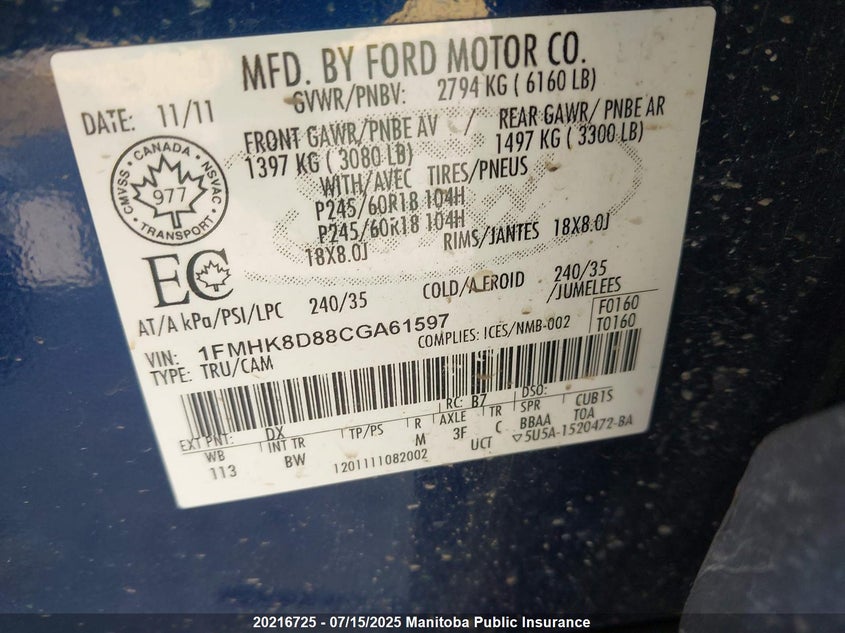 MFD. BY FORD MOTOR CO.
DATE: 11/11
GVWR/PNBV: 2794 KG ( 6160 LB)
FRONT GAWR/PNBE AV / REAR GAWR/ PNBE AR
1397 KG ( 3080 LB) 1497 KG ( 3300 LB)
WITH/AVEC TIRES/PNEUS
P245/60R18 104H
P245/60R18 104H
18X8.0J RIMS/JANTES 18X8.0J
CANADA
CMVSS
NSVAC
977
TRANSPORT
EC
AT/A kPa/PSI/LPC 240/35 COLD/A FROID 240/35
/JUMELEES
VIN: 1FMHK8D88CGA61597
COMPLIES: ICES/NMB-002
F0160
T0160
TYPE: TRU/CAM
EXT PNT: DX RC: B7 DSO:
WB INT TR TP/PS R AXLE TR SPR CUB1S
113 BW M 3F C BBAA TOA
1201111082002 UCT ▽5U5A-1520472-BA
20216725 - 07/15/2025 Manitoba Public Insurance